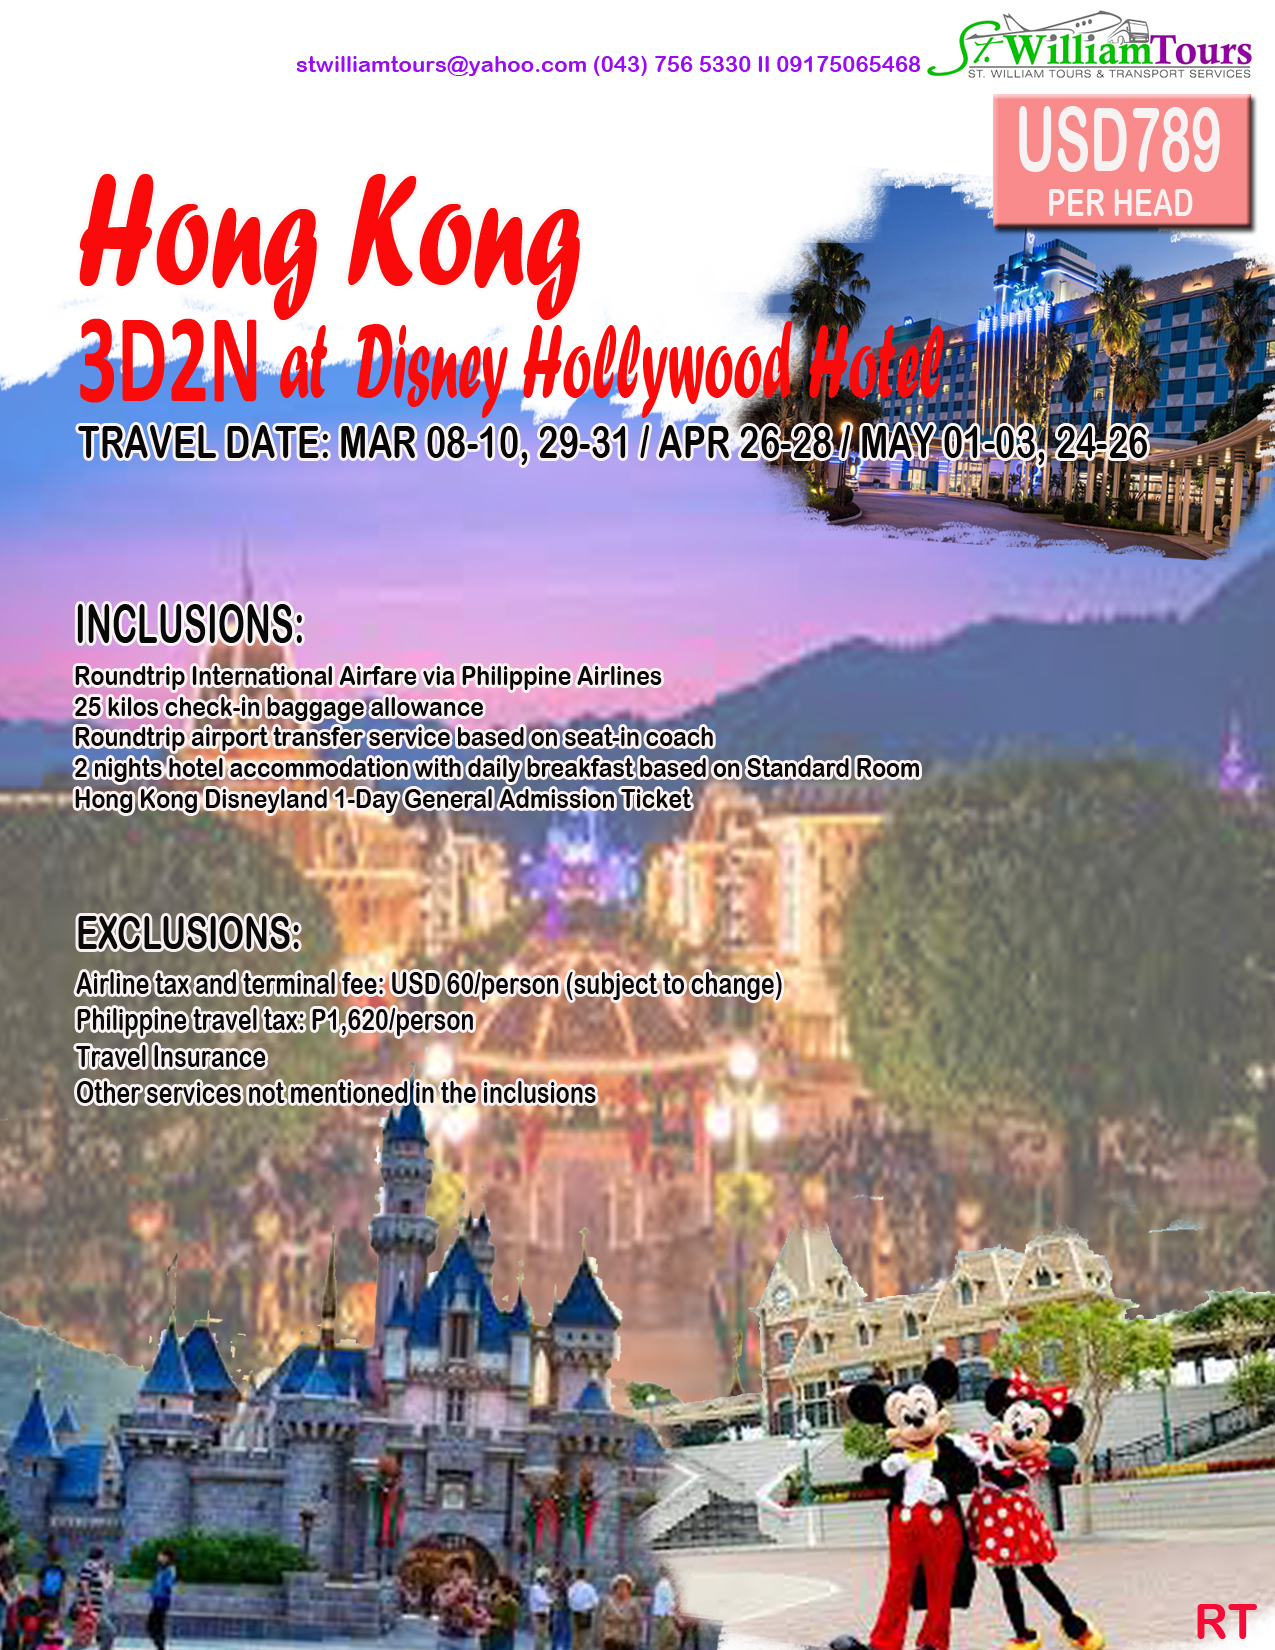 stwilliamtours@yahoo.com (043) 756 5330 II 09175065468
St. WilliamTours
ST. WILLIAM TOURS & TRANSPORT SERVICES
USD789
PER HEAD
Hong Kong
3D2N at Disney Hollywood Hotel
TRAVEL DATE: MAR 08-10, 29-31 / APR 26-28 / MAY 01-03, 24-26
INCLUSIONS:
Roundtrip International Airfare via Philippine Airlines
25 kilos check-in baggage allowance
Roundtrip airport transfer service based on seat-in coach
2 nights hotel accommodation with daily breakfast based on Standard Room
Hong Kong Disneyland 1-Day General Admission Ticket
EXCLUSIONS:
Airline tax and terminal fee: USD 60/person (subject to change)
Philippine travel tax: P1,620/person
Travel Insurance
Other services not mentioned in the inclusions
RT